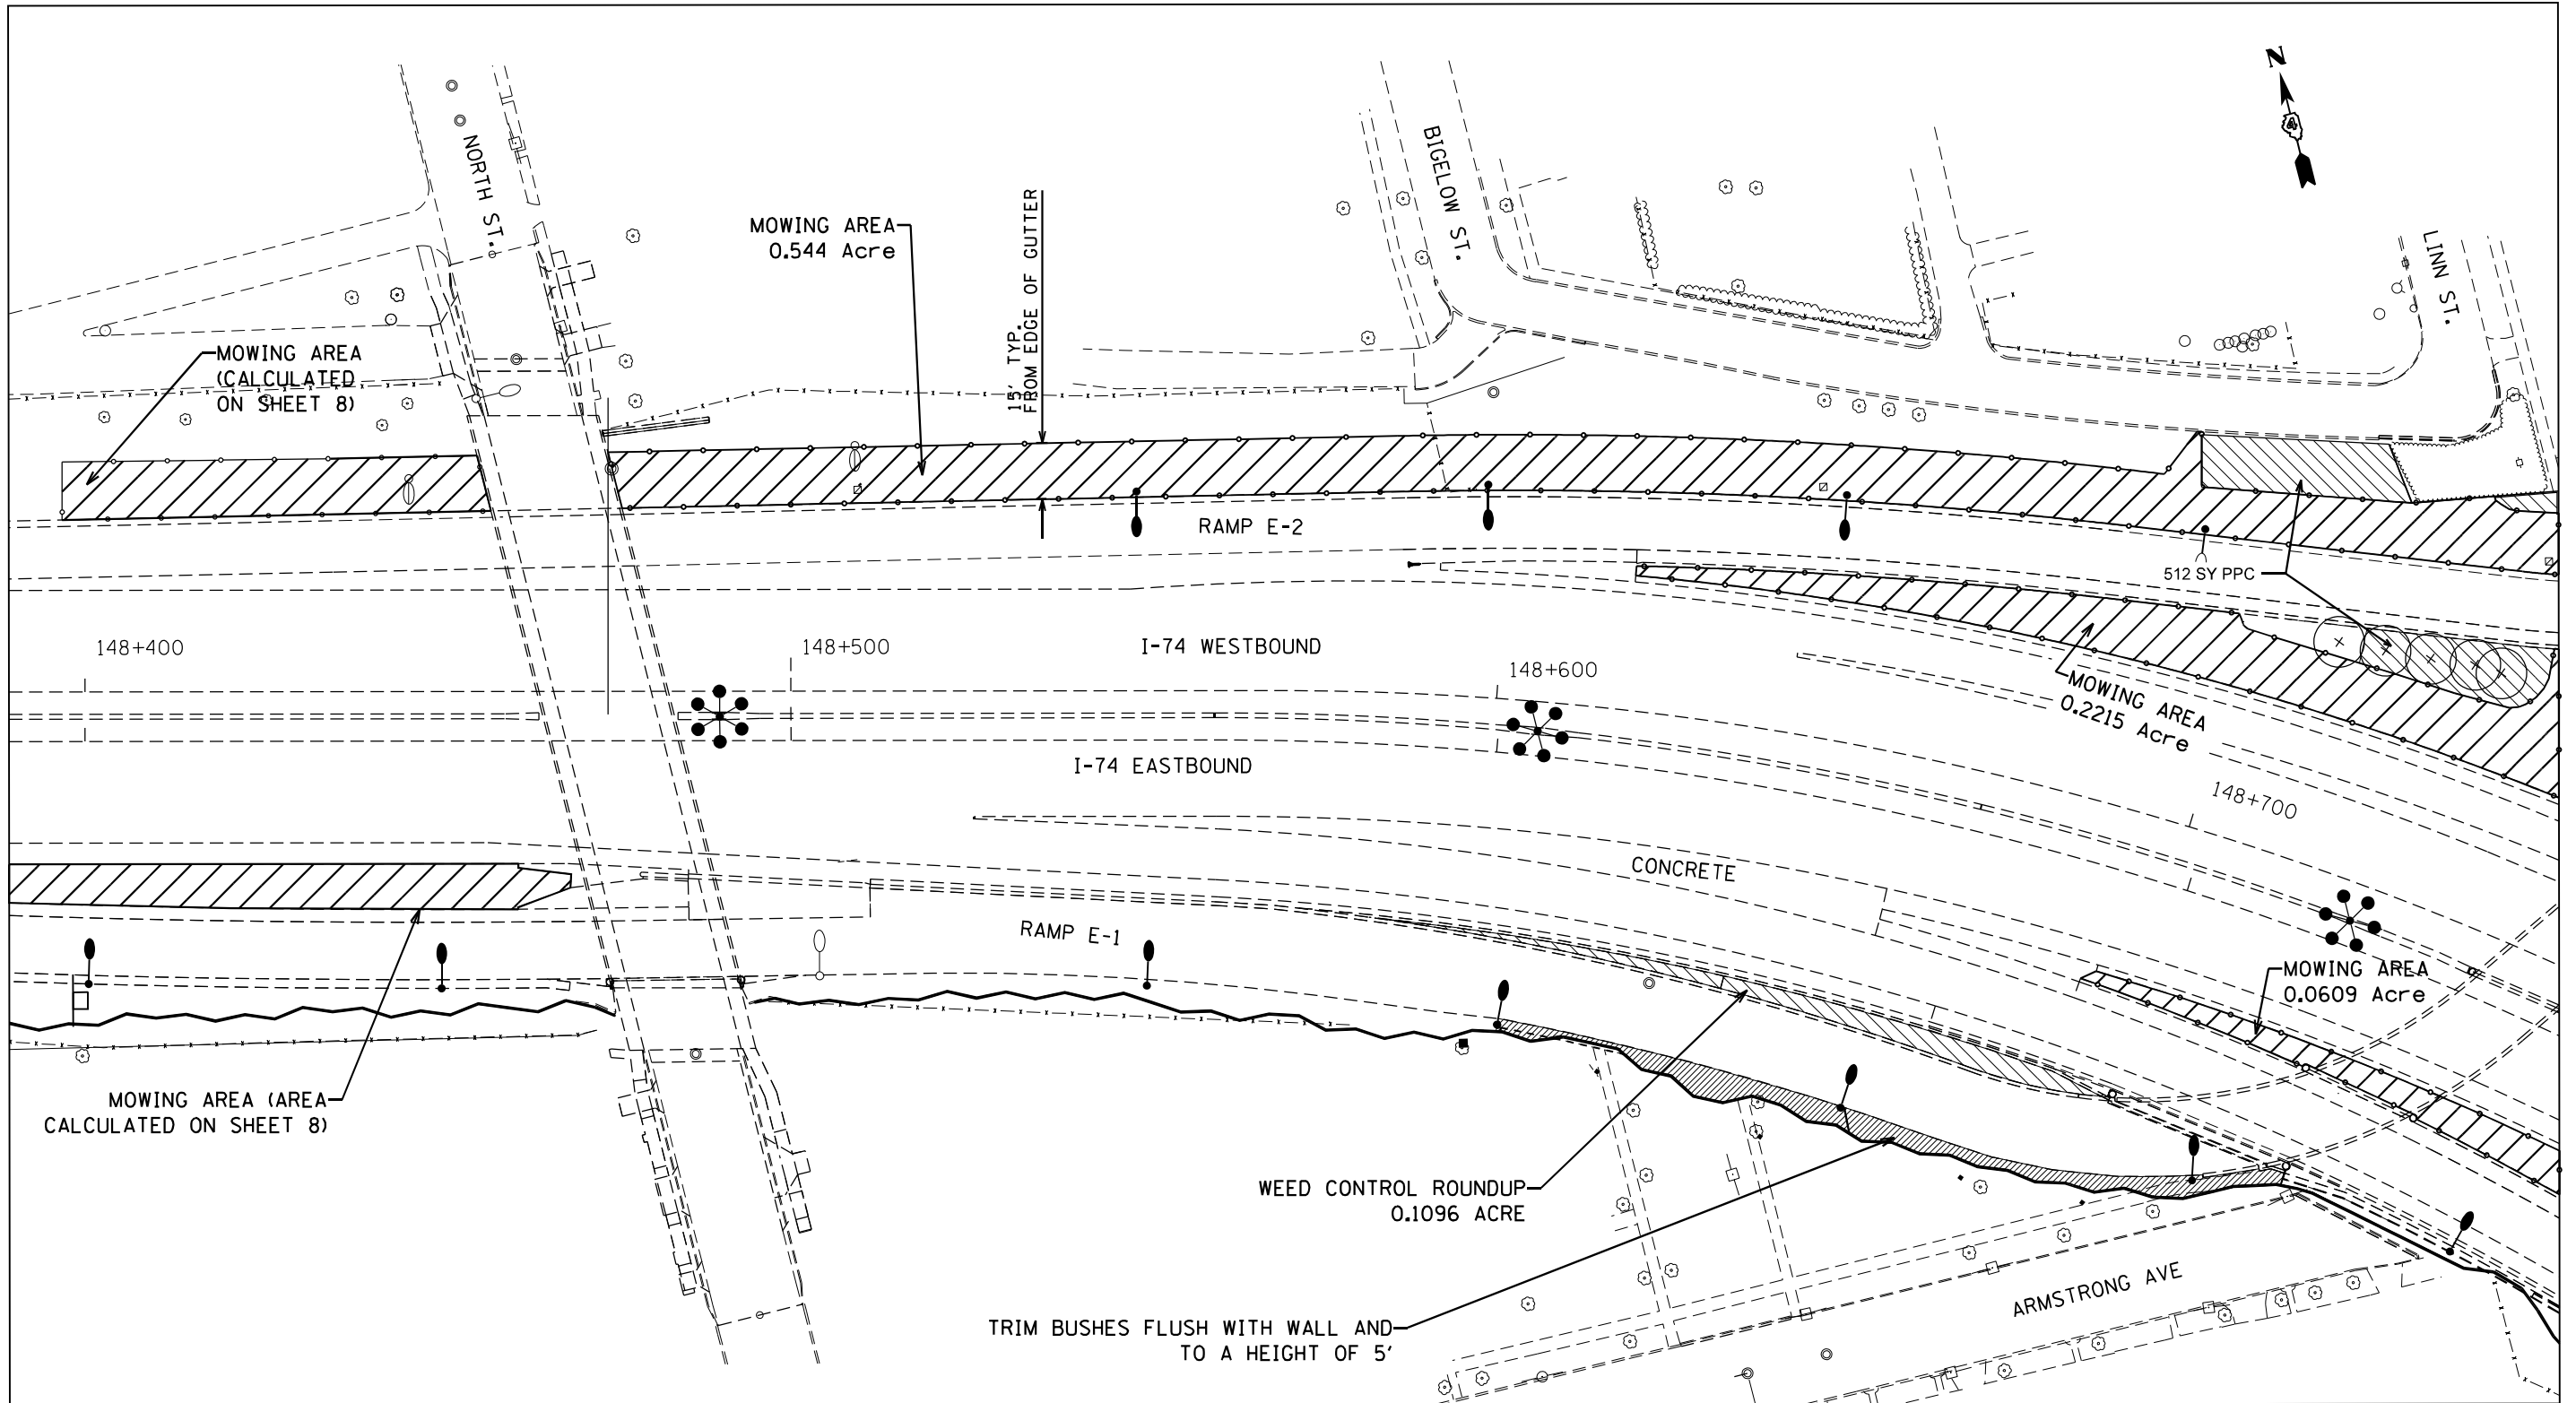 N
4
NORTH ST.
BIGELOW ST.
LINN ST.
MOWING AREA
0.544 Acre
15' TYP.
FROM EDGE OF GUTTER
MOWING AREA
(CALCULATED
ON SHEET 8)
RAMP E-2
512 SY PPC
148+400
148+500
I-74 WESTBOUND
148+600
MOWING AREA
0.2215 Acre
I-74 EASTBOUND
148+700
CONCRETE
RAMP E-1
MOWING AREA
0.0609 Acre
MOWING AREA (AREA
CALCULATED ON SHEET 8)
WEED CONTROL ROUNDUP
0.1096 ACRE
ARMSTRONG AVE
TRIM BUSHES FLUSH WITH WALL AND
TO A HEIGHT OF 5'